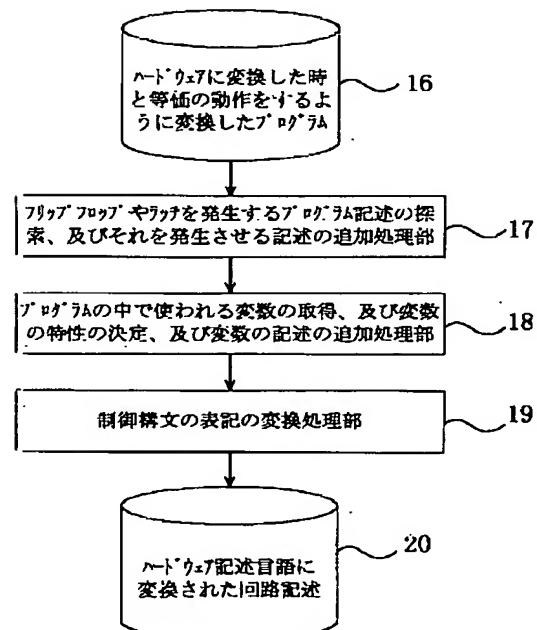 ハードウェアに変換した時
と等価の動作をするよ
うに変換したプログラム
16
フリップフロップやラッチを発生するプログラム記述の探
索、及びそれを発生させる記述の追加処理部
17
プログラムの中で使われる変数の取得、及び変数
の特性の決定、及び変数の記述の追加処理部
18
制御構文の表記の変換処理部
19
ハードウェア記述言語に
変換された回路記述
20